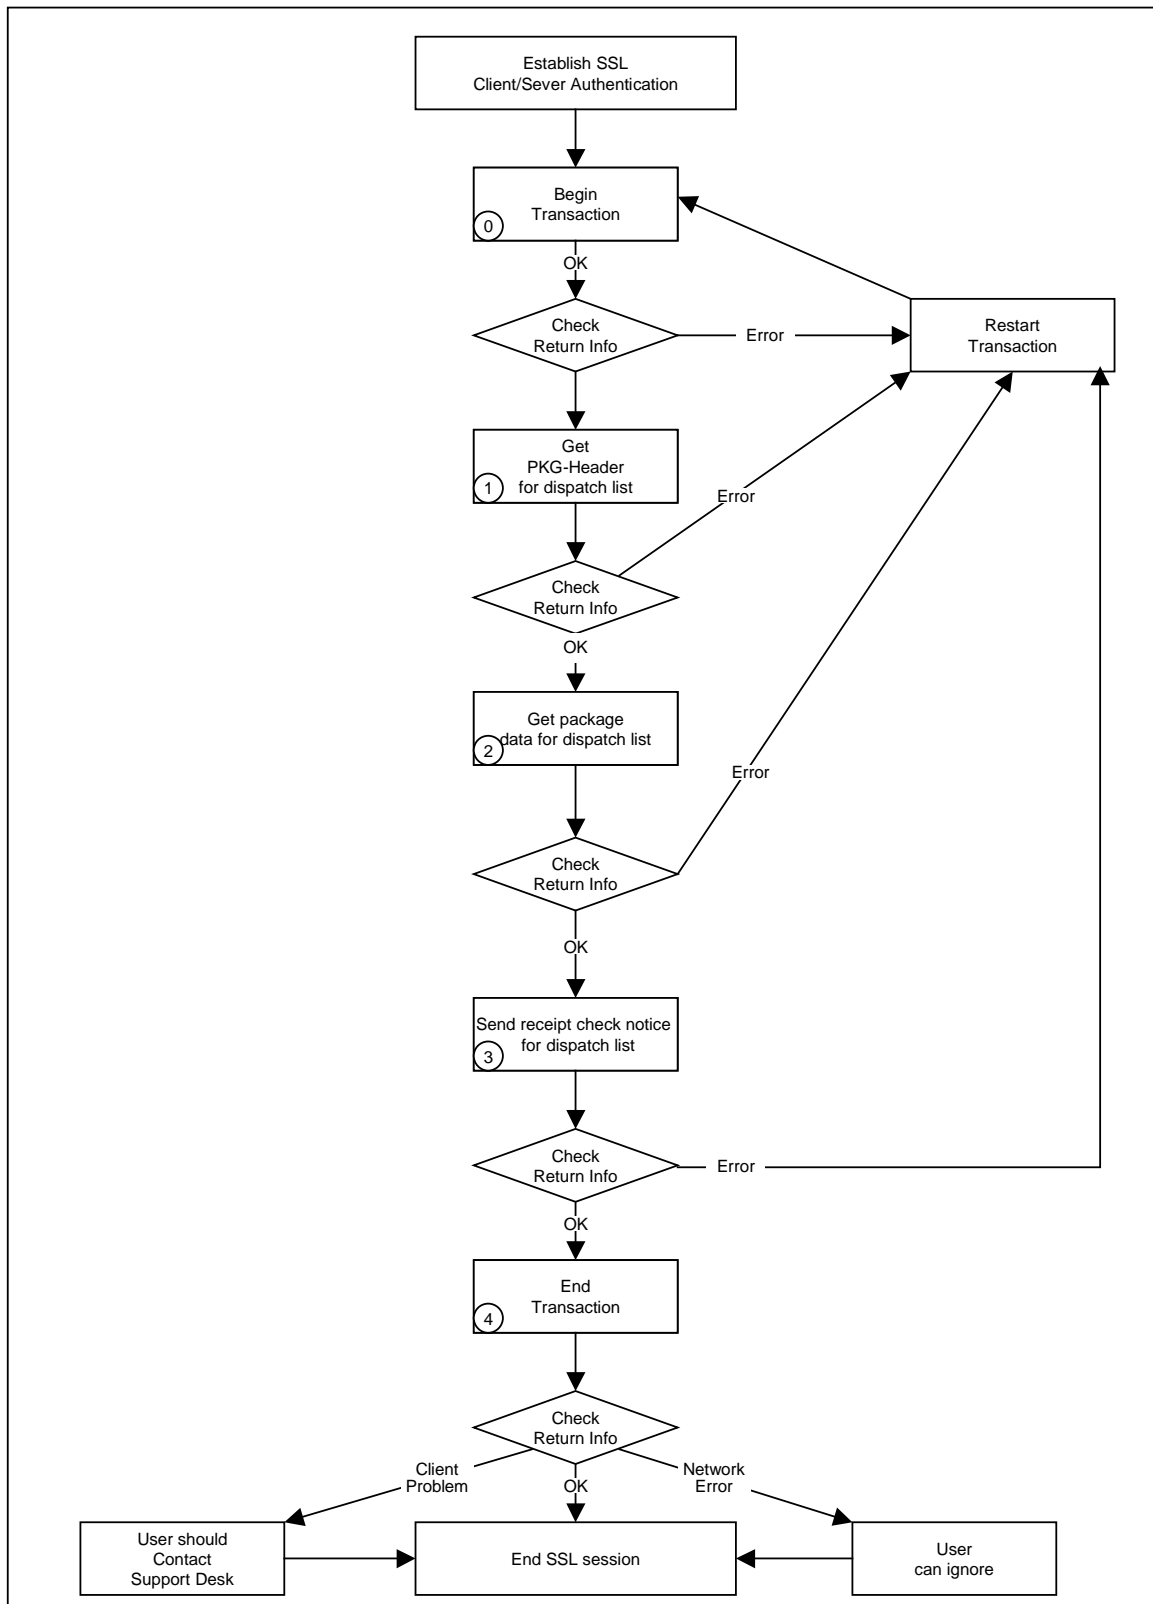 Establish SSL
Client/Sever Authentication
Begin
Transaction
0
OK
Check
Return Info
Error
Restart
Transaction
Get
PKG-Header
for dispatch list
1
Error
Check
Return Info
OK
Get package
data for dispatch list
2
Error
Check
Return Info
OK
Send receipt check notice
for dispatch list
3
Check
Return Info
Error
OK
End
Transaction
4
Check
Return Info
Client
Problem
OK
Network
Error
User should
Contact
Support Desk
End SSL session
User
can ignore